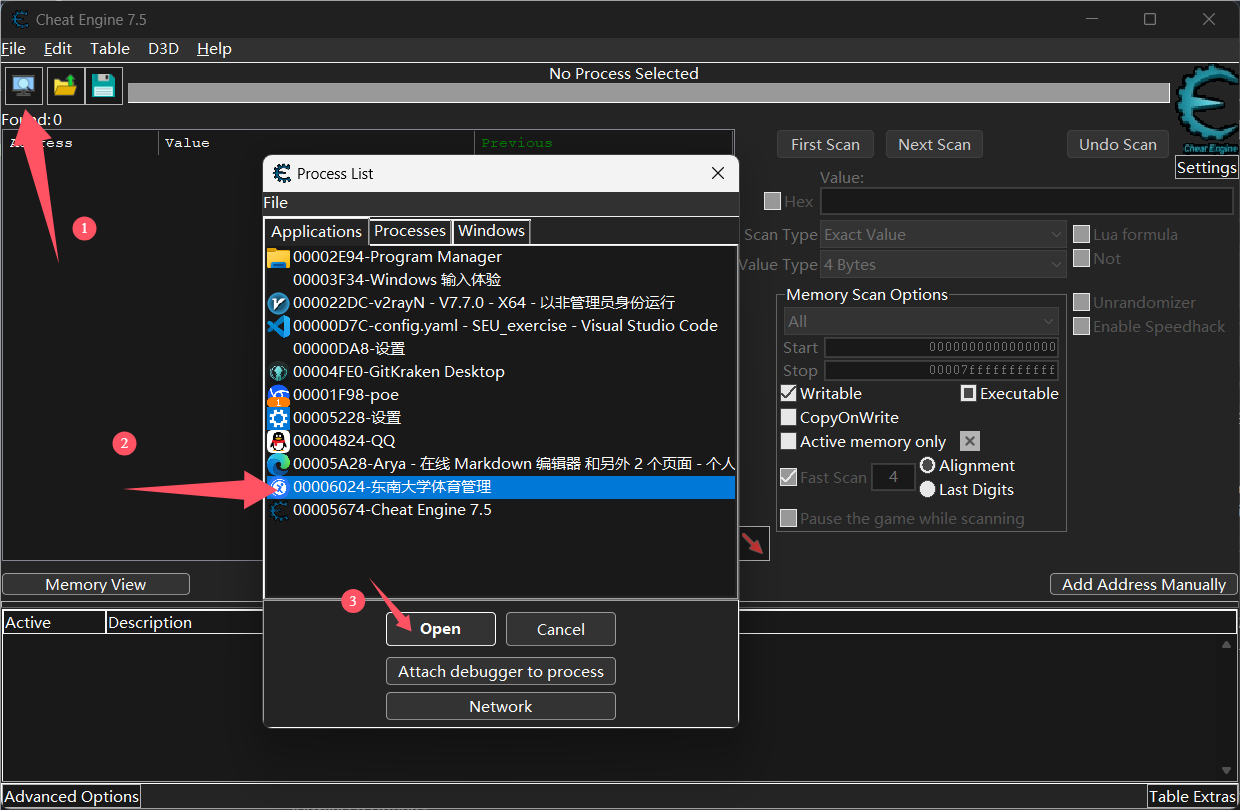 Cheat Engine 7.5
File Edit Table D3D Help
No Process Selected
Found: 0
Address Value Previous
First Scan Next Scan Undo Scan
Cheat Engine
Settings
Value:
Hex
Scan Type Exact Value
Lua formula
Not
Value Type 4 Bytes
Memory Scan Options
All
Unrandomizer
Enable Speedhack
Start 0000000000000000
Stop 00007fffffffffff
Writable Executable
CopyOnWrite
Active memory only
Fast Scan 4 Alignment
Last Digits
Pause the game while scanning
Memory View
Add Address Manually
Active Description
Advanced Options
Table Extras
Process List
File
Applications Processes Windows
00002E94-Program Manager
00003F34-Windows 输入体验
000022DC-v2rayN - V7.7.0 - X64 - 以非管理员身份运行
00000D7C-config.yaml - SEU_exercise - Visual Studio Code
00000DA8-设置
00004FE0-GitKraken Desktop
00001F98-poe
00005228-设置
00004824-QQ
00005A28-Arya - 在线 Markdown 编辑器 和另外 2 个页面 - 个人
00006024-东南大学体育管理
00005674-Cheat Engine 7.5
Open Cancel
Attach debugger to process
Network
1
2
3